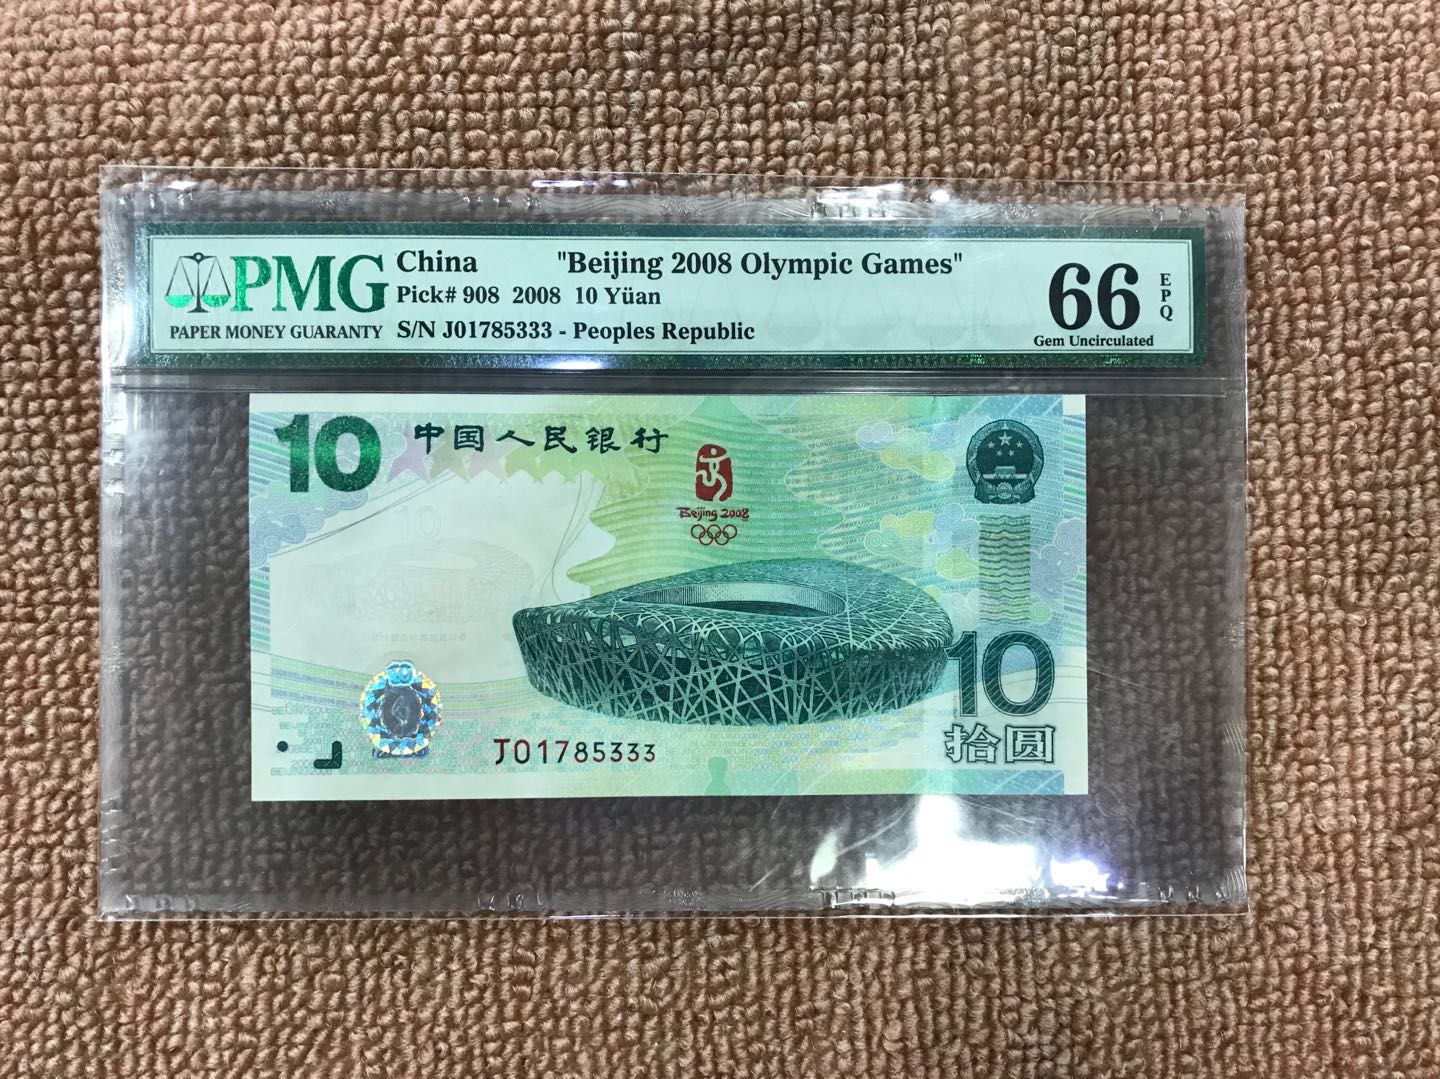 PMG
PAPER MONEY GUARANTY
China "Beijing 2008 Olympic Games"
Pick# 908 2008 10 Yüan
S/N J01785333 - Peoples Republic
66
EPQ
Gem Uncirculated
10 中国人民银行
Beijing 2008
10
拾圆
J01785333